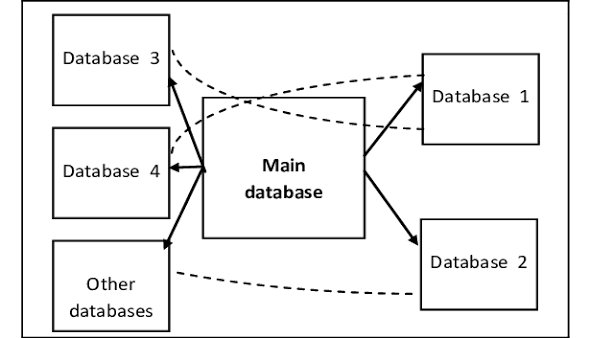 Database 3
Database 4
Other
databases
Main
database
Database 1
Database 2